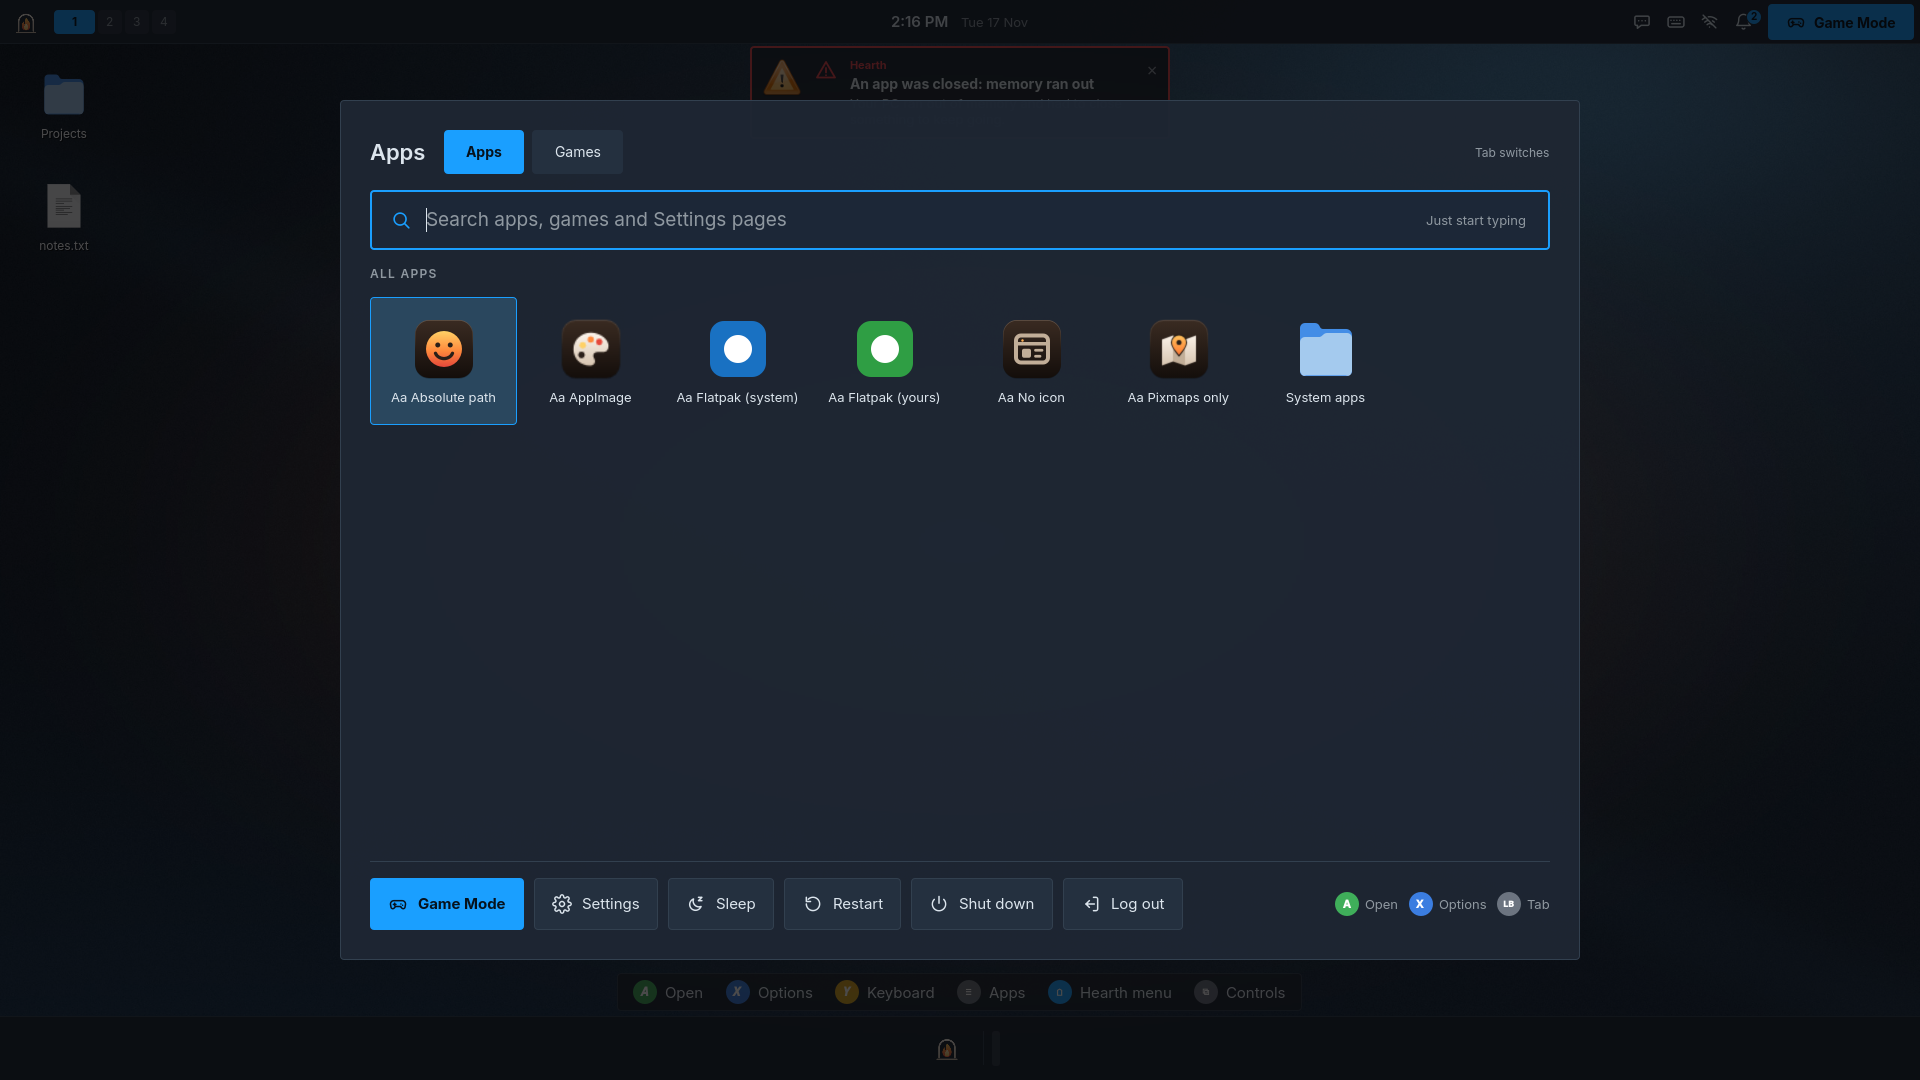 1 2 3 4
2:16 PM Tue 17 Nov
2
Game Mode
Projects
notes.txt
Hearth
An app was closed: memory ran out
Apps
Apps
Games
Tab switches
Search apps, games and Settings pages
Just start typing
ALL APPS
Aa Absolute path
Aa AppImage
Aa Flatpak (system)
Aa Flatpak (yours)
Aa No icon
Aa Pixmaps only
System apps
Game Mode
Settings
Sleep
Restart
Shut down
Log out
A Open
X Options
LB Tab
A Open
X Options
Y Keyboard
Apps
Hearth menu
Controls